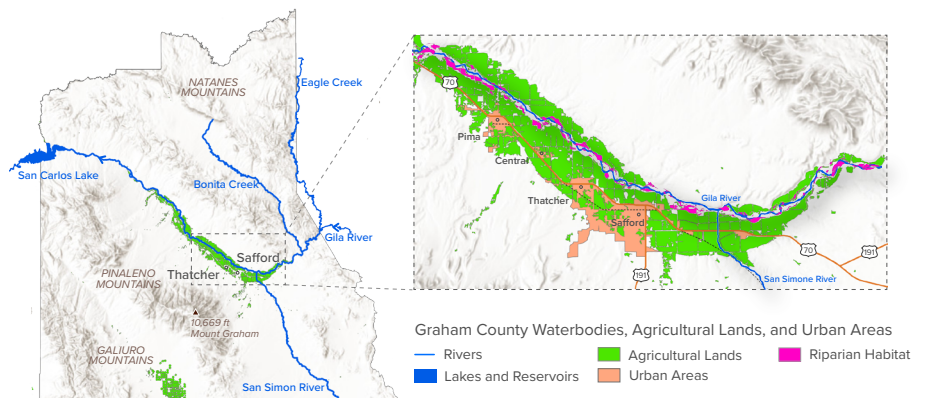 NATANES
MOUNTAINS
Eagle Creek
San Carlos Lake
Bonita Creek
Gila River
Safford
Thatcher
PINALENO
MOUNTAINS
10,669 ft
Mount Graham
GALIURO
MOUNTAINS
San Simon River
70
Pima
Central
Thatcher
Safford
Gila River
70
191
191
San Simone River
Graham County Waterbodies, Agricultural Lands, and Urban Areas
Rivers
Agricultural Lands
Riparian Habitat
Lakes and Reservoirs
Urban Areas